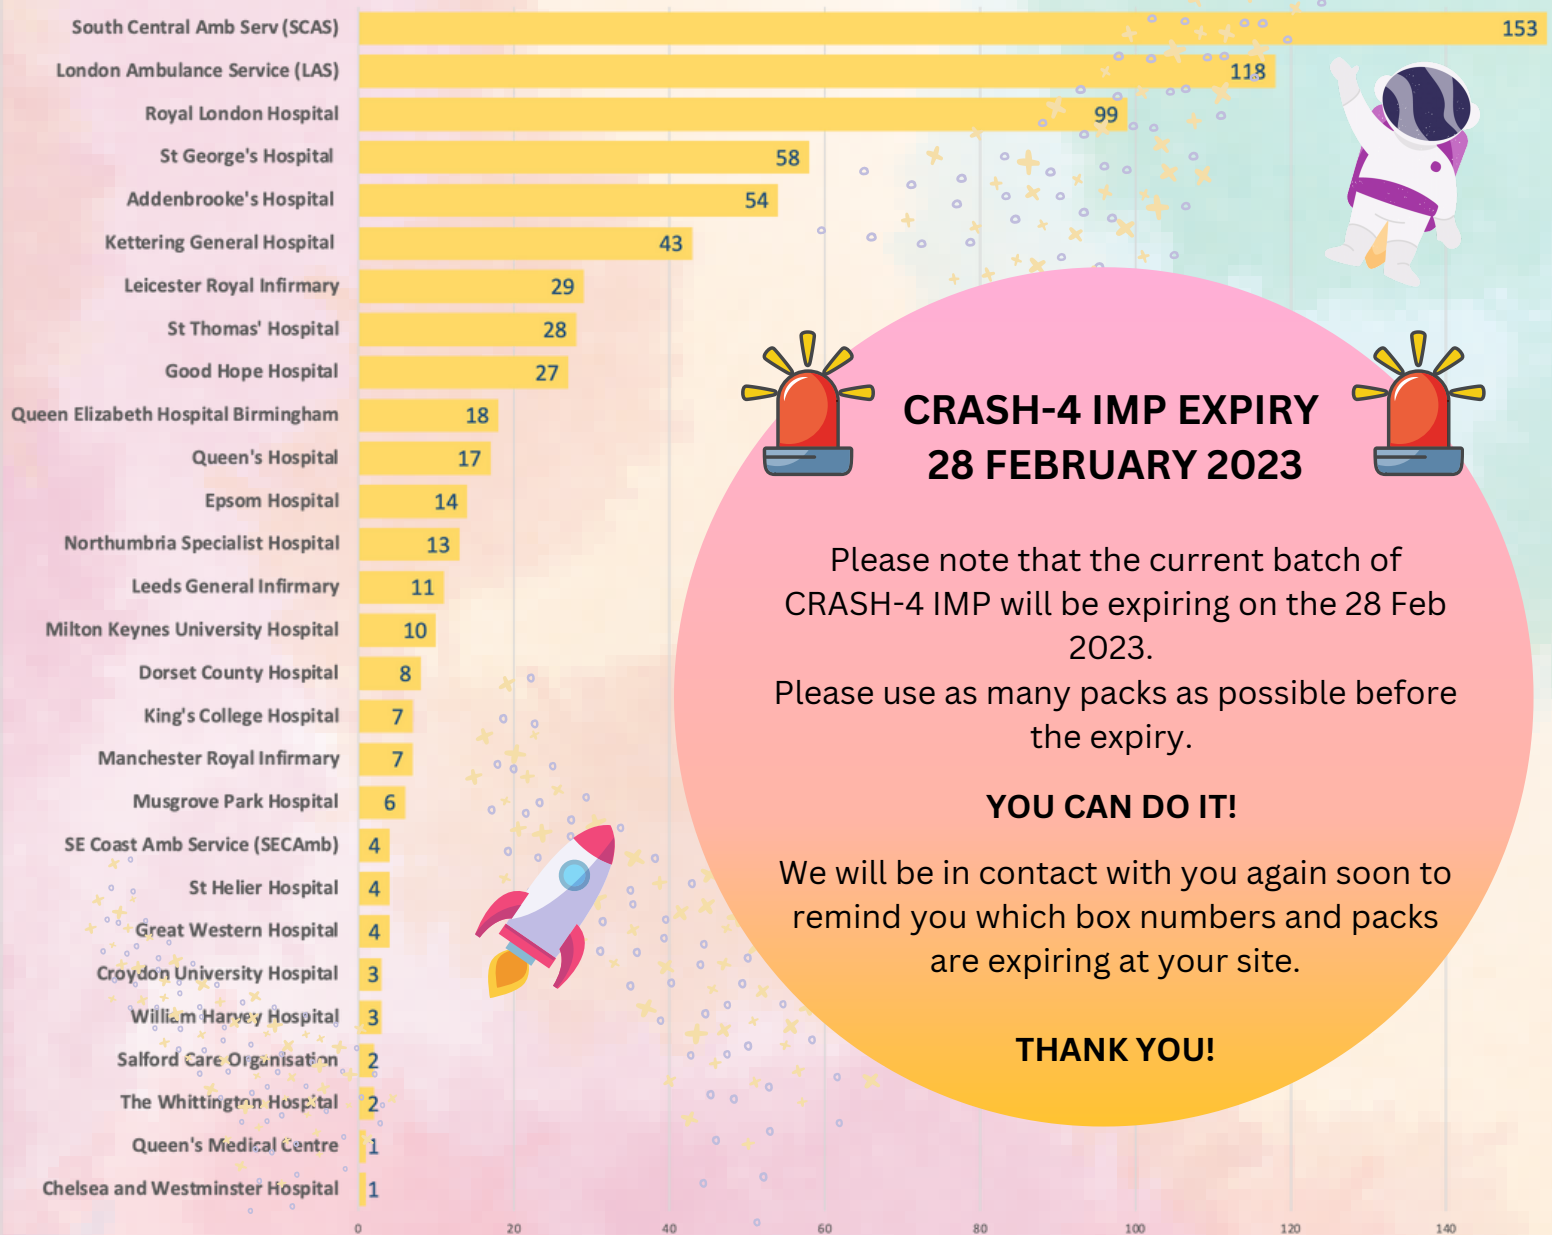 South Central Amb Serv (SCAS) 153
London Ambulance Service (LAS) 118
Royal London Hospital 99
St George's Hospital 58
Addenbrooke's Hospital 54
Kettering General Hospital 43
Leicester Royal Infirmary 29
St Thomas' Hospital 28
Good Hope Hospital 27
Queen Elizabeth Hospital Birmingham 18
Queen's Hospital 17
Epsom Hospital 14
Northumbria Specialist Hospital 13
Leeds General Infirmary 11
Milton Keynes University Hospital 10
Dorset County Hospital 8
King's College Hospital 7
Manchester Royal Infirmary 7
Musgrove Park Hospital 6
SE Coast Amb Service (SECAmb) 4
St Helier Hospital 4
Great Western Hospital 4
Croydon University Hospital 3
William Harvey Hospital 3
Salford Care Organisation 2
The Whittington Hospital 2
Queen's Medical Centre 1
Chelsea and Westminster Hospital 1
0 20 40 60 80 100 120 140
CRASH-4 IMP EXPIRY
28 FEBRUARY 2023
Please note that the current batch of
CRASH-4 IMP will be expiring on the 28 Feb
2023.
Please use as many packs as possible before
the expiry.
YOU CAN DO IT!
We will be in contact with you again soon to
remind you which box numbers and packs
are expiring at your site.
THANK YOU!